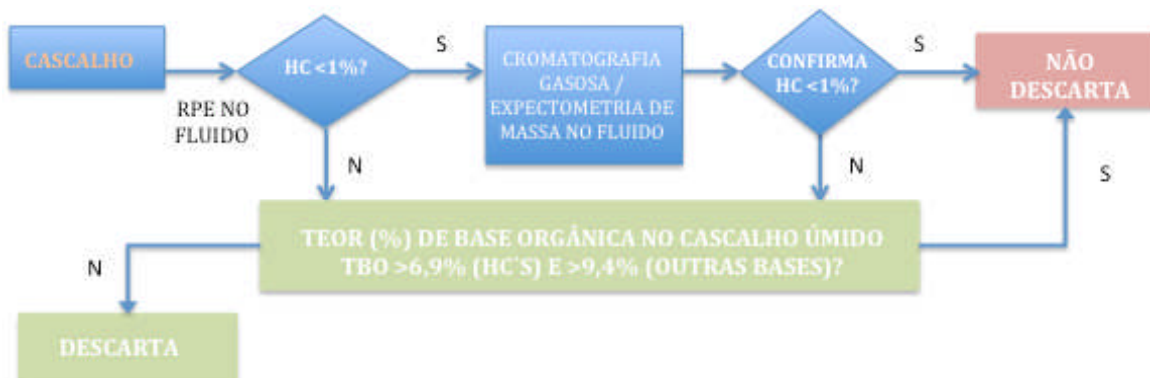 CASCALHO
RPE NO
FLUIDO
HC <1%?
S
N
CROMATOGRAFIA
GASOSA /
EXPECTOMETRIA DE
MASSA NO FLUIDO
CONFIRMA
HC <1%?
S
N
NÃO
DESCARTA
TEOR (%) DE BASE ORGÂNICA NO CASCALHO ÚMIDO
TBO >6,9% (HC`S) E >9,4% (OUTRAS BASES)?
S
N
DESCARTA